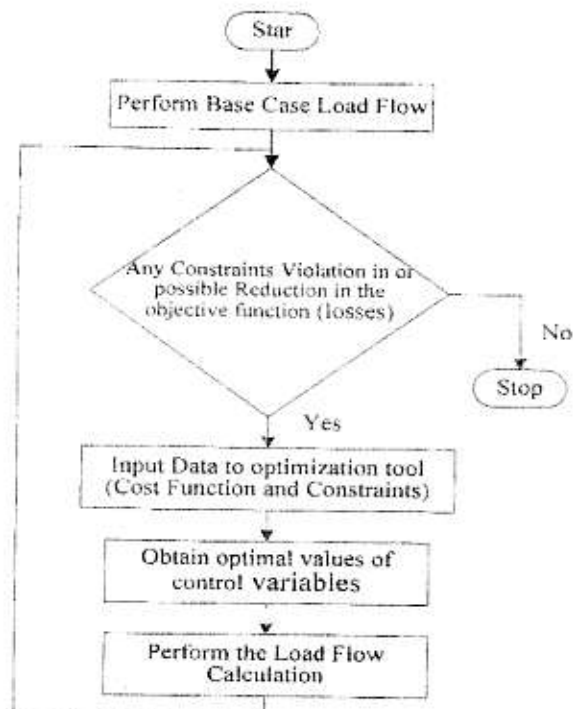 Star
Perform Base Case Load Flow
Any Constraints Violation in or
possible Reduction in the
objective function (losses)
No
Stop
Yes
Input Data to optimization tool
(Cost Function and Constraints)
Obtain optimal values of
control variables
Perform the Load Flow
Calculation